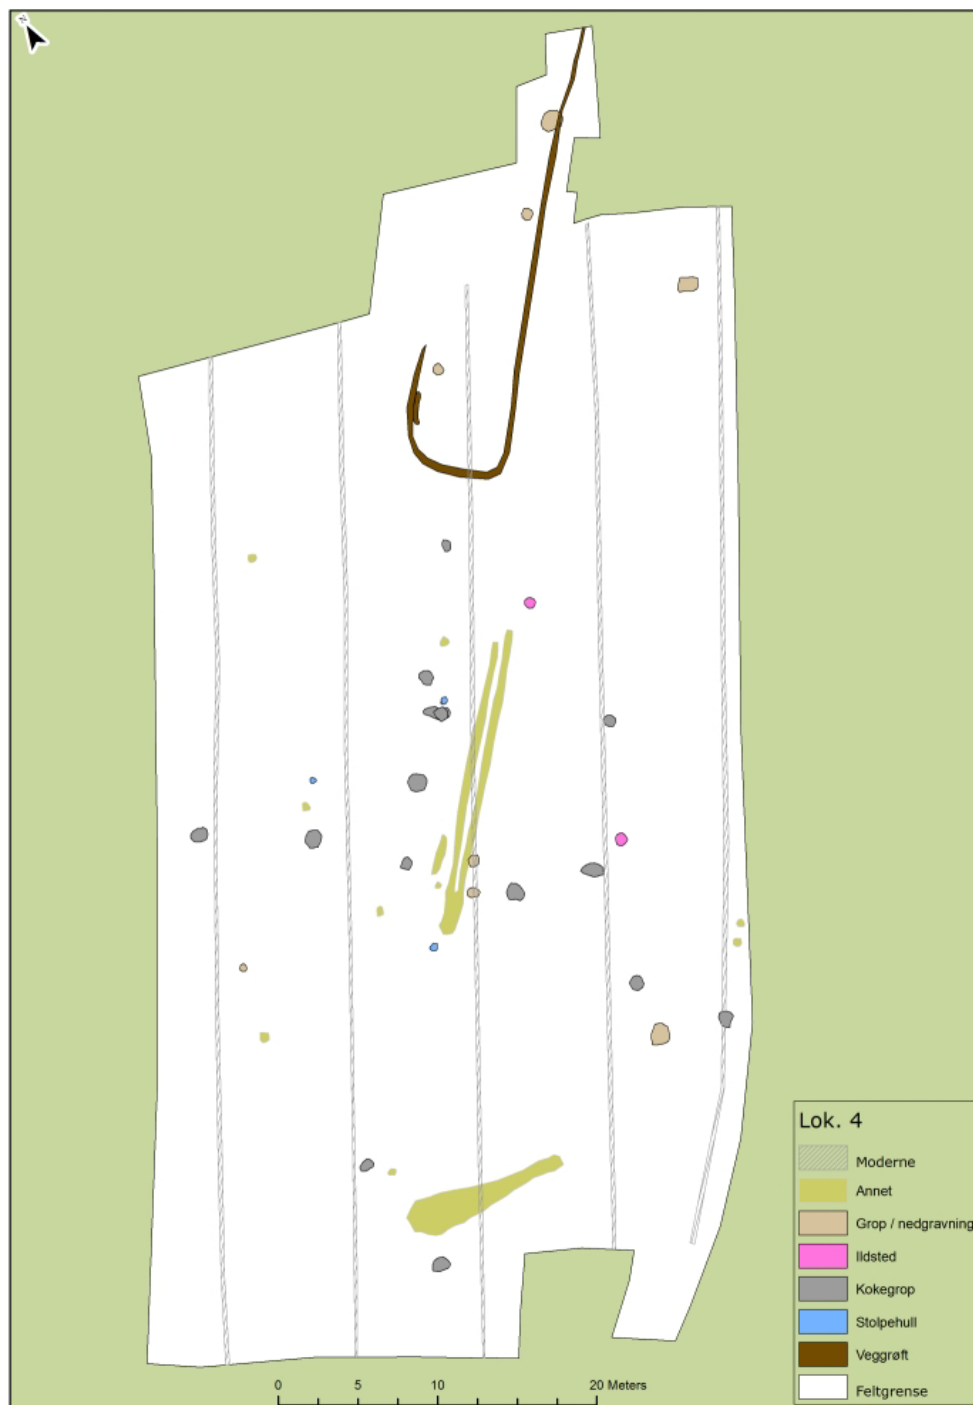 N
Lok. 4
Moderne
Annet
Grop / nedgravning
Ildsted
Kokegrop
Stolpehull
Veggrøft
Feltgrense
0 5 10 20 Meters